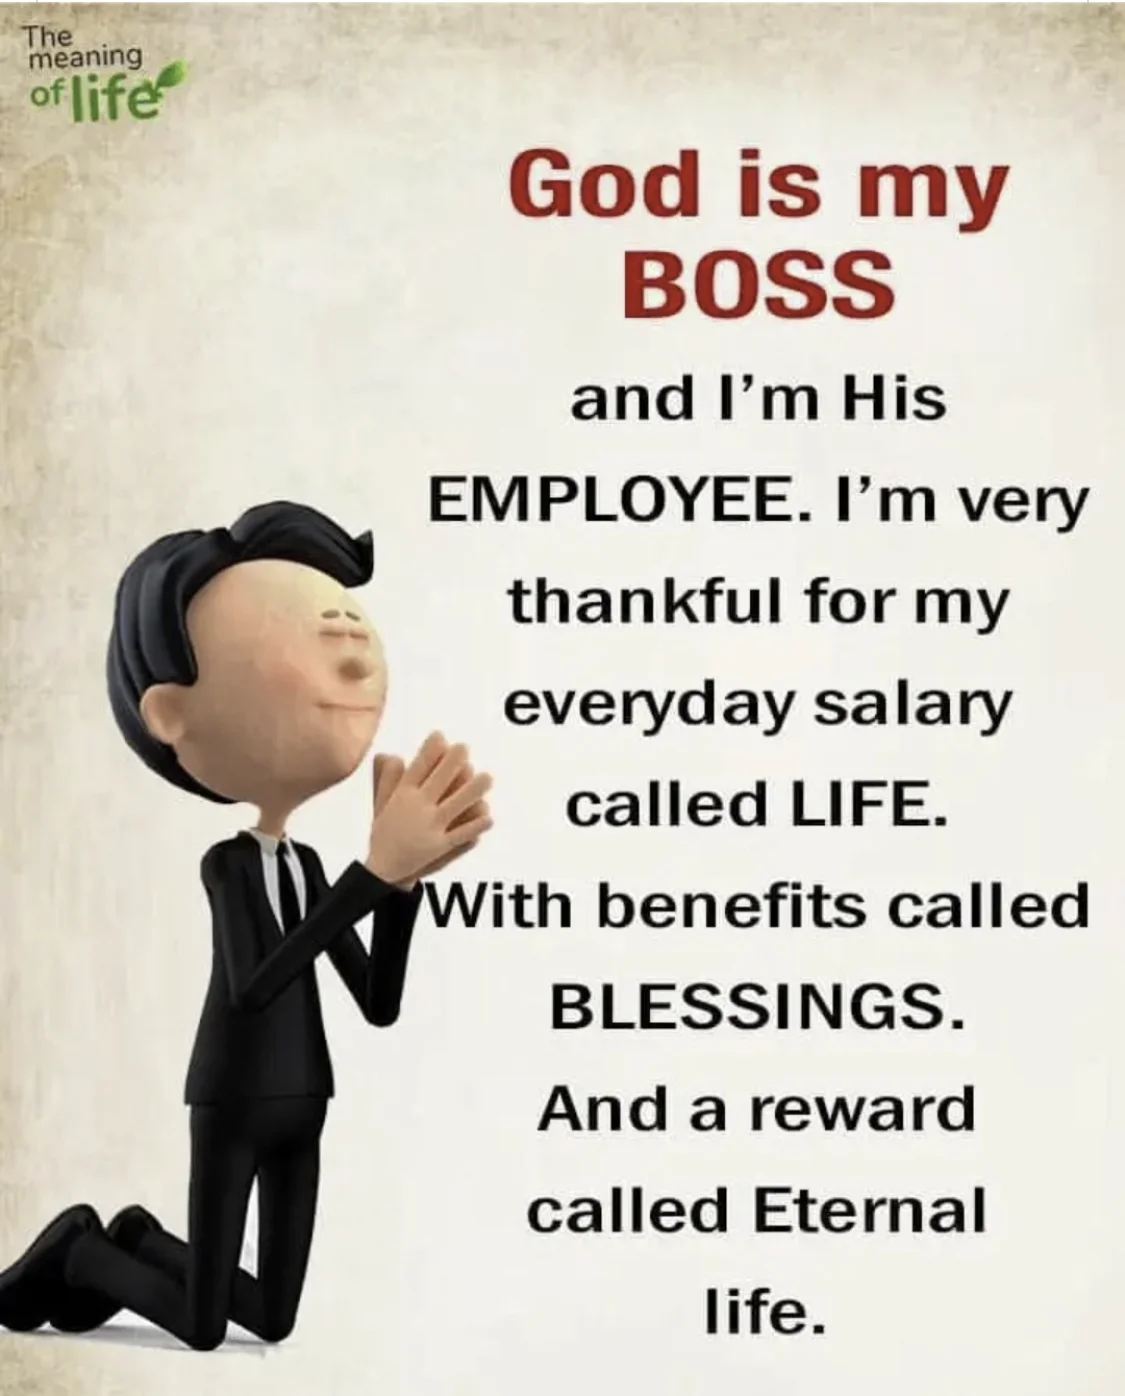 The
meaning
of life
God is my
BOSS
and I’m His
EMPLOYEE. I’m very
thankful for my
everyday salary
called LIFE.
With benefits called
BLESSINGS.
And a reward
called Eternal
life.